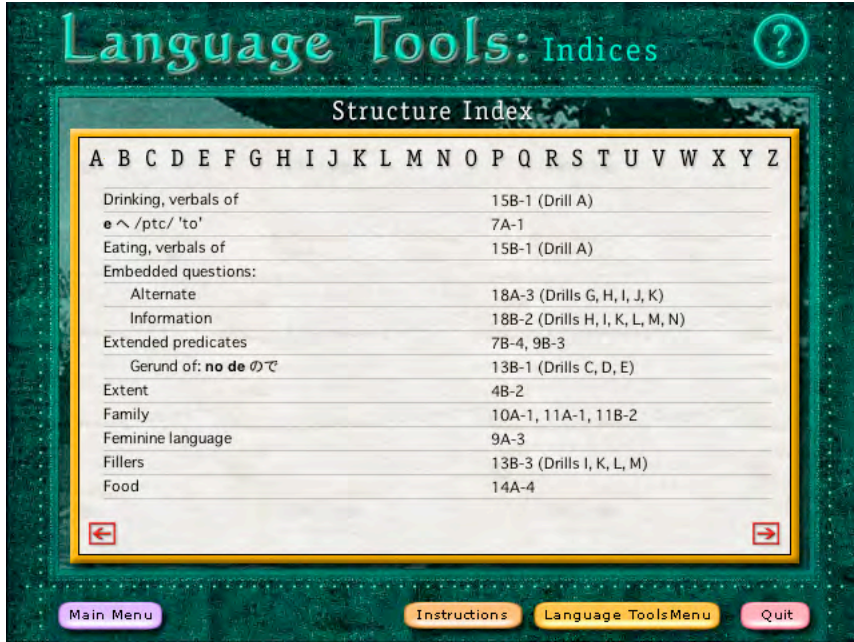 Language Tools: Indices ?
Structure Index
A B C D E F G H I J K L M N O P Q R S T U V W X Y Z
Drinking, verbals of 15B-1 (Drill A)
e へ /ptc/ 'to' 7A-1
Eating, verbals of 15B-1 (Drill A)
Embedded questions:
Alternate 18A-3 (Drills G, H, I, J, K)
Information 18B-2 (Drills H, I, K, L, M, N)
Extended predicates 7B-4, 9B-3
Gerund of: no de ので 13B-1 (Drills C, D, E)
Extent 4B-2
Family 10A-1, 11A-1, 11B-2
Feminine language 9A-3
Fillers 13B-3 (Drills I, K, L, M)
Food 14A-4
Main Menu Instructions Language ToolsMenu Quit